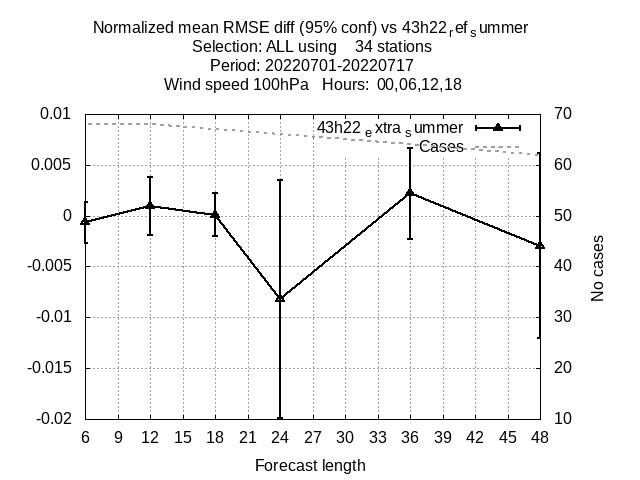 Normalized mean RMSE diff (95% conf) vs 43h22refsummer
Selection: ALL using 34 stations
Period: 20220701-20220717
Wind speed 100hPa Hours: 00,06,12,18
0.01 70
43h22extrasummer
Cases
0.005 60
0 50
-0.005 40
No cases
-0.01 30
-0.015 20
-0.02 10
6 9 12 15 18 21 24 27 30 33 36 39 42 45 48
Forecast length